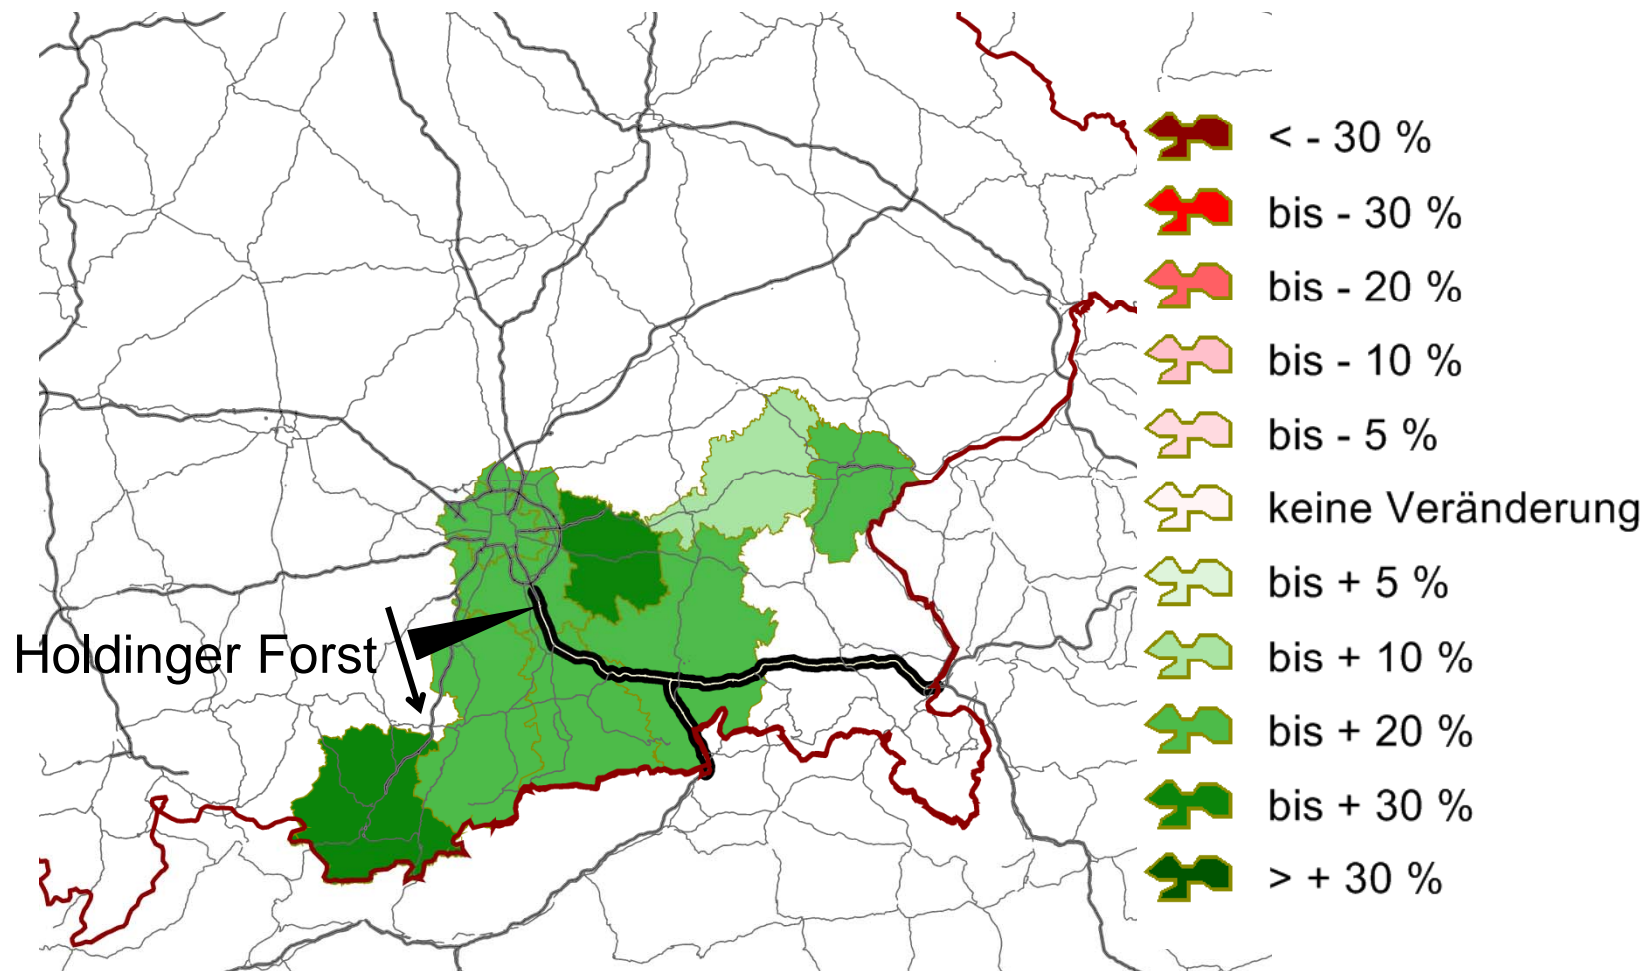 Holdinger Forst
< - 30 %
bis - 30 %
bis - 20 %
bis - 10 %
bis - 5 %
keine Veränderung
bis + 5 %
bis + 10 %
bis + 20 %
bis + 30 %
> + 30 %